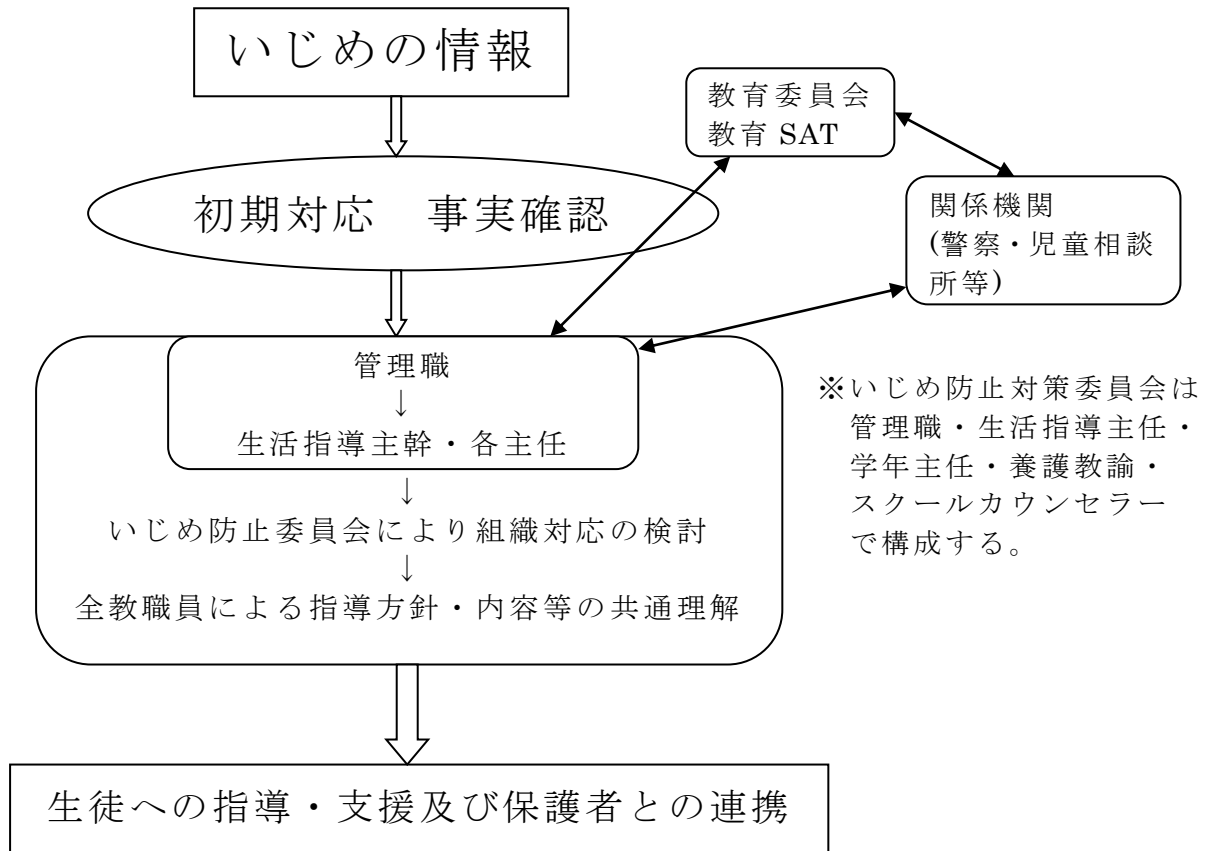 いじめの情報
教育委員会
教育 SAT
初期対応　事実確認
関係機関
(警察・児童相談
所等)
管理職
↓
生活指導主幹・各主任
↓
いじめ防止委員会により組織対応の検討
↓
全教職員による指導方針・内容等の共通理解
※いじめ防止対策委員会は
管理職・生活指導主任・
学年主任・養護教諭・
スクールカウンセラー
で構成する。
生徒への指導・支援及び保護者との連携